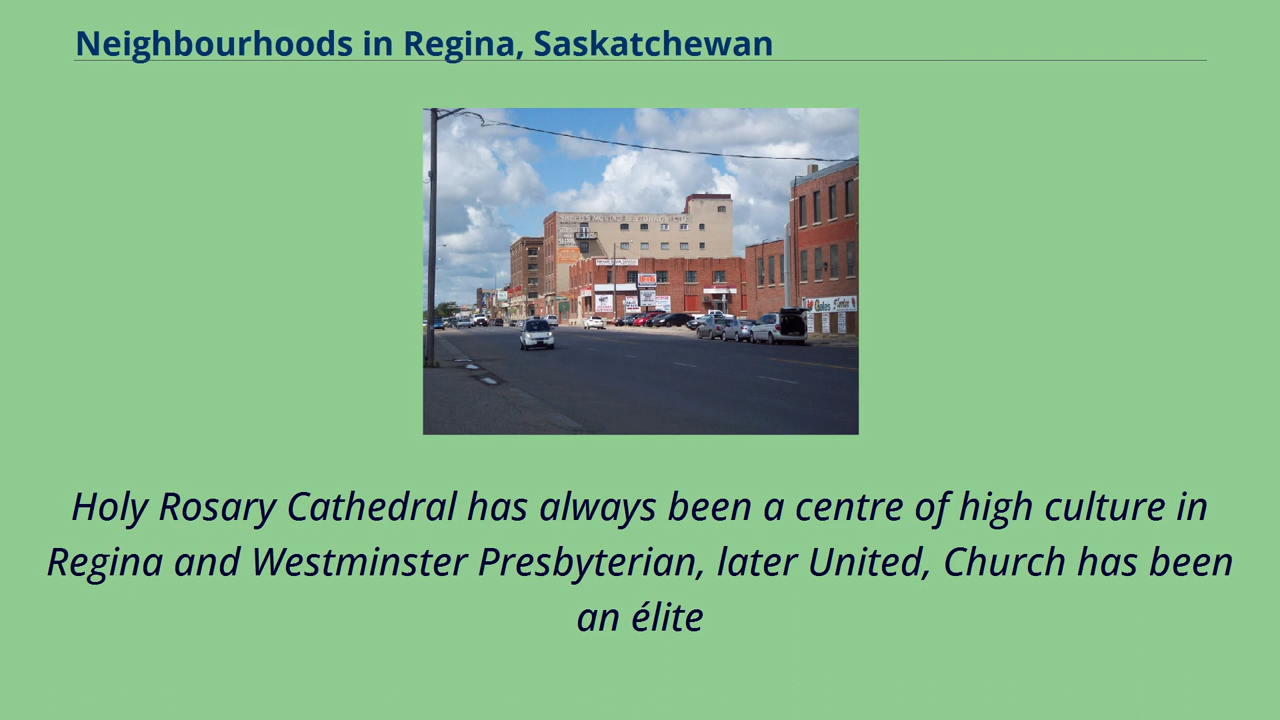 Neighbourhoods in Regina, Saskatchewan
Holy Rosary Cathedral has always been a centre of high culture in
Regina and Westminster Presbyterian, later United, Church has been
an élite